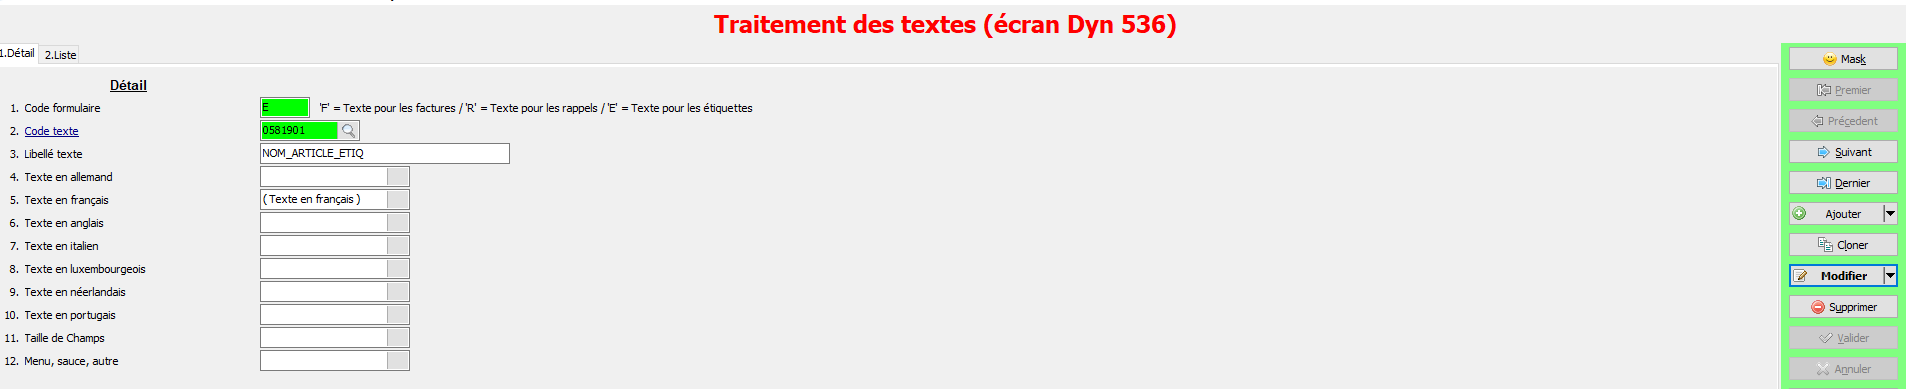 Traitement des textes (écran Dyn 536)
1.Détail 2.Liste
Détail
1. Code formulaire E 'F' = Texte pour les factures / 'R' = Texte pour les rappels / 'E' = Texte pour les étiquettes
2. Code texte 0581901
3. Libellé texte NOM_ARTICLE_ETIQ
4. Texte en allemand
5. Texte en français ( Texte en français )
6. Texte en anglais
7. Texte en italien
8. Texte en luxembourgeois
9. Texte en néerlandais
10. Texte en portugais
11. Taille de Champs
12. Menu, sauce, autre
Mask
Premier
Précedent
Suivant
Dernier
Ajouter
Cloner
Modifier
Supprimer
Valider
Annuler